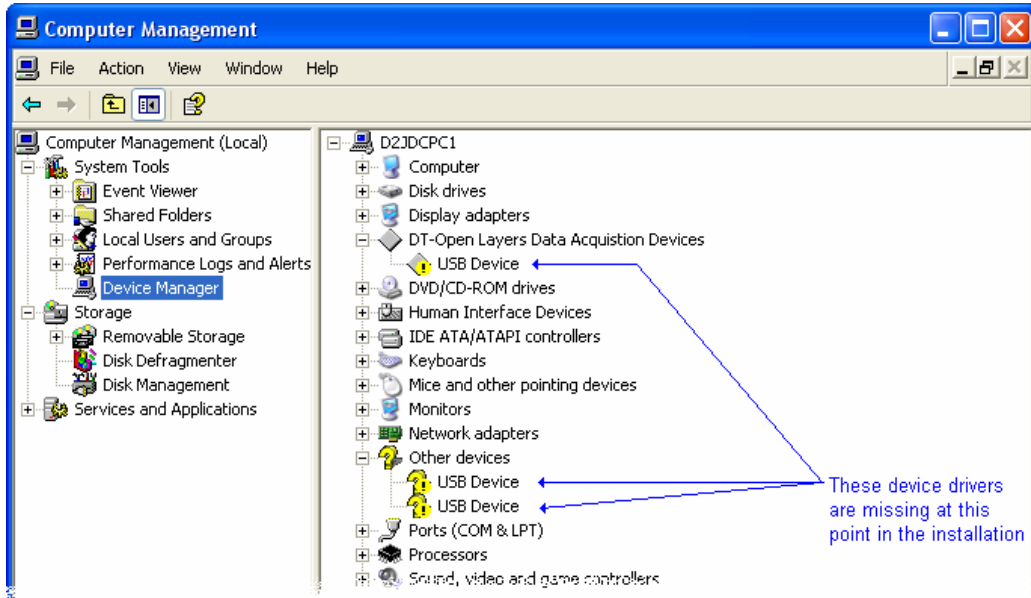 Computer Management
File Action View Window Help
Computer Management (Local)
System Tools
Event Viewer
Shared Folders
Local Users and Groups
Performance Logs and Alerts
Device Manager
Storage
Removable Storage
Disk Defragmenter
Disk Management
Services and Applications
D2JDCPC1
Computer
Disk drives
Display adapters
DT-Open Layers Data Acquistion Devices
USB Device
DVD/CD-ROM drives
Human Interface Devices
IDE ATA/ATAPI controllers
Keyboards
Mice and other pointing devices
Monitors
Network adapters
Other devices
USB Device
USB Device
Ports (COM & LPT)
Processors
Sound, video and game controllers
These device drivers
are missing at this
point in the installation